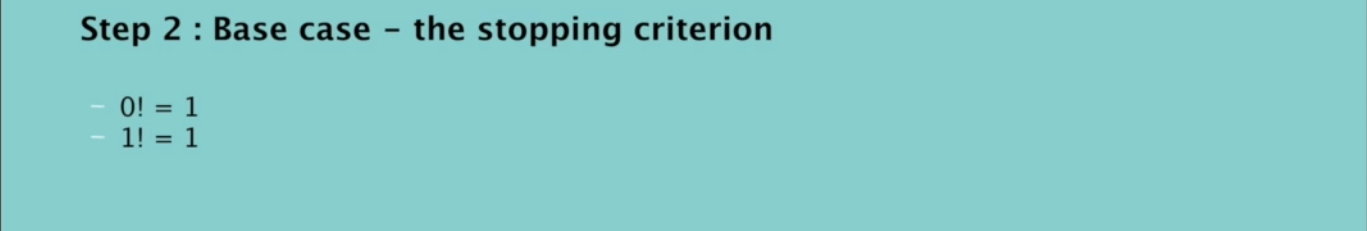 Step 2 : Base case – the stopping criterion
– 0! = 1
– 1! = 1